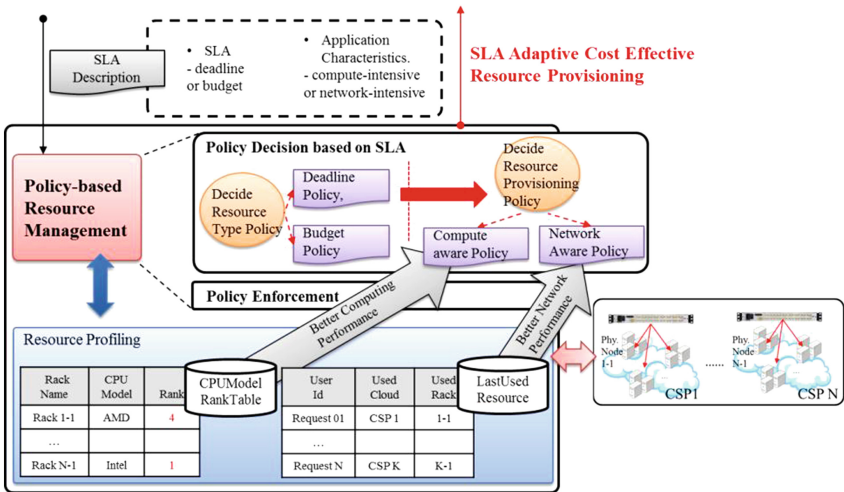 SLA
Description
• SLA
- deadline
or budget
• Application
Characteristics.
- compute-intensive
or network-intensive
SLA Adaptive Cost Effective
Resource Provisioning
Policy-based
Resource
Management
Policy Decision based on SLA
Decide
Resource
Type Policy
Deadline
Policy,
Budget
Policy
Decide
Resource
Provisioning
Policy
Compute
aware Policy
Network
Aware Policy
Policy Enforcement
Better Computing
Performance
Better Network
Performance
Resource Profiling
CPUModel
RankTable
LastUsed
Resource
Rack Name CPU Model Rank
Rack 1-1 AMD 4
...
Rack N-1 Intel 1
User Id Used Cloud Used Rack
Request 01 CSP 1 1-1
...
Request N CSP K K-1
Phy.
Node
1-1
CSP1
......
Phy.
Node
N-1
CSP N